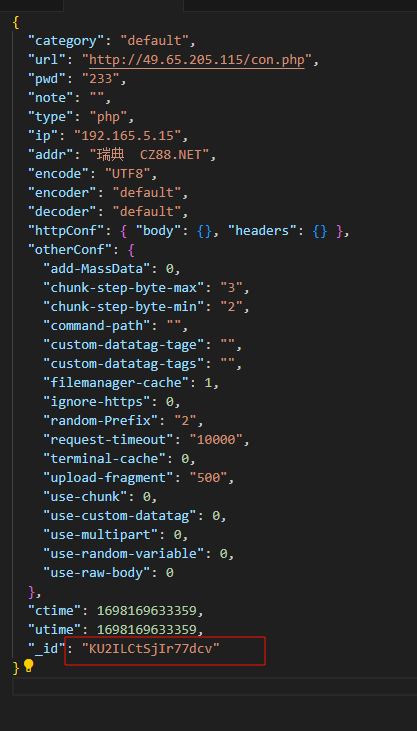 {
"category": "default",
"url": "http://49.65.205.115/con.php",
"pwd": "233",
"note": "",
"type": "php",
"ip": "192.165.5.15",
"addr": "瑞典  CZ88.NET",
"encode": "UTF8",
"encoder": "default",
"decoder": "default",
"httpConf": { "body": {}, "headers": {} },
"otherConf": {
"add-MassData": 0,
"chunk-step-byte-max": "3",
"chunk-step-byte-min": "2",
"command-path": "",
"custom-datatag-tage": "",
"custom-datatag-tags": "",
"filemanager-cache": 1,
"ignore-https": 0,
"random-Prefix": "2",
"request-timeout": "10000",
"terminal-cache": 0,
"upload-fragment": "500",
"use-chunk": 0,
"use-custom-datatag": 0,
"use-multipart": 0,
"use-random-variable": 0,
"use-raw-body": 0
},
"ctime": 1698169633359,
"utime": 1698169633359,
"_id": "KU2ILCtSjIr77dcv"
}